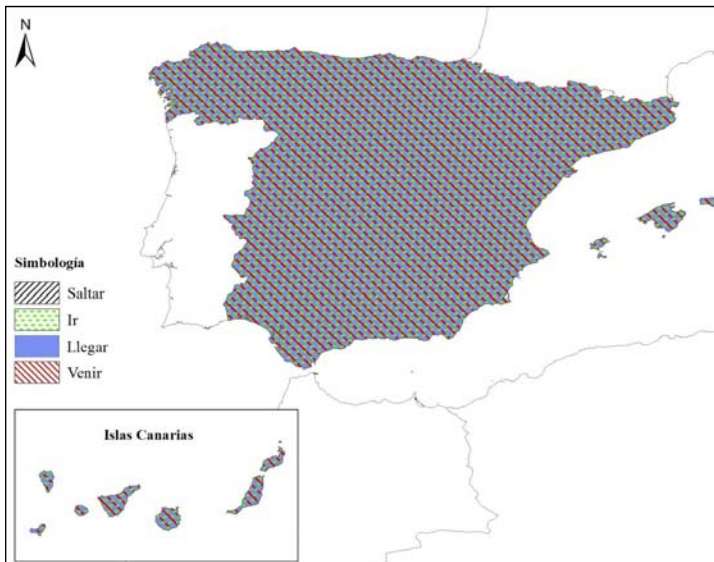 N
Simbología
Saltar
Ir
Llegar
Venir
Islas Canarias